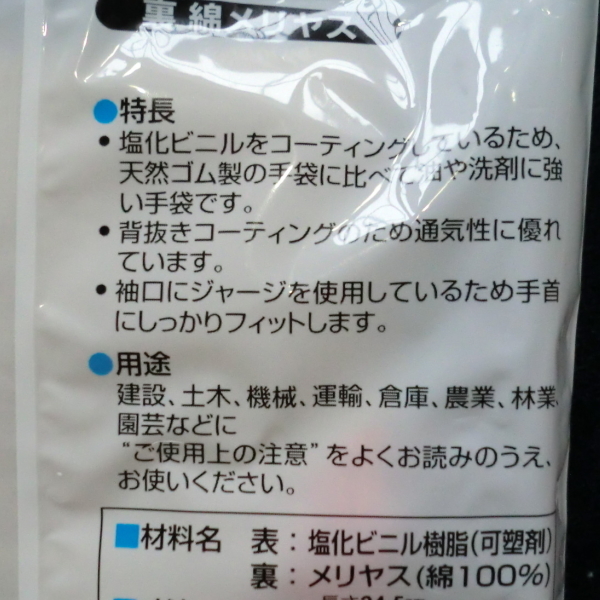 裏 綿メリヤス
●特長
•塩化ビニルをコーティングしているため、
天然ゴム製の手袋に比べて油や洗剤に強
い手袋です。
•背抜きコーティングのため通気性に優れ
ています。
•袖口にジャージを使用しているため手首
にしっかりフィットします。
●用途
建設、土木、機械、運輸、倉庫、農業、林業、
園芸などに
“ご使用上の注意”をよくお読みのうえ、
お使いください。
■材料名 表：塩化ビニル樹脂(可塑剤)
裏：メリヤス(綿100%)